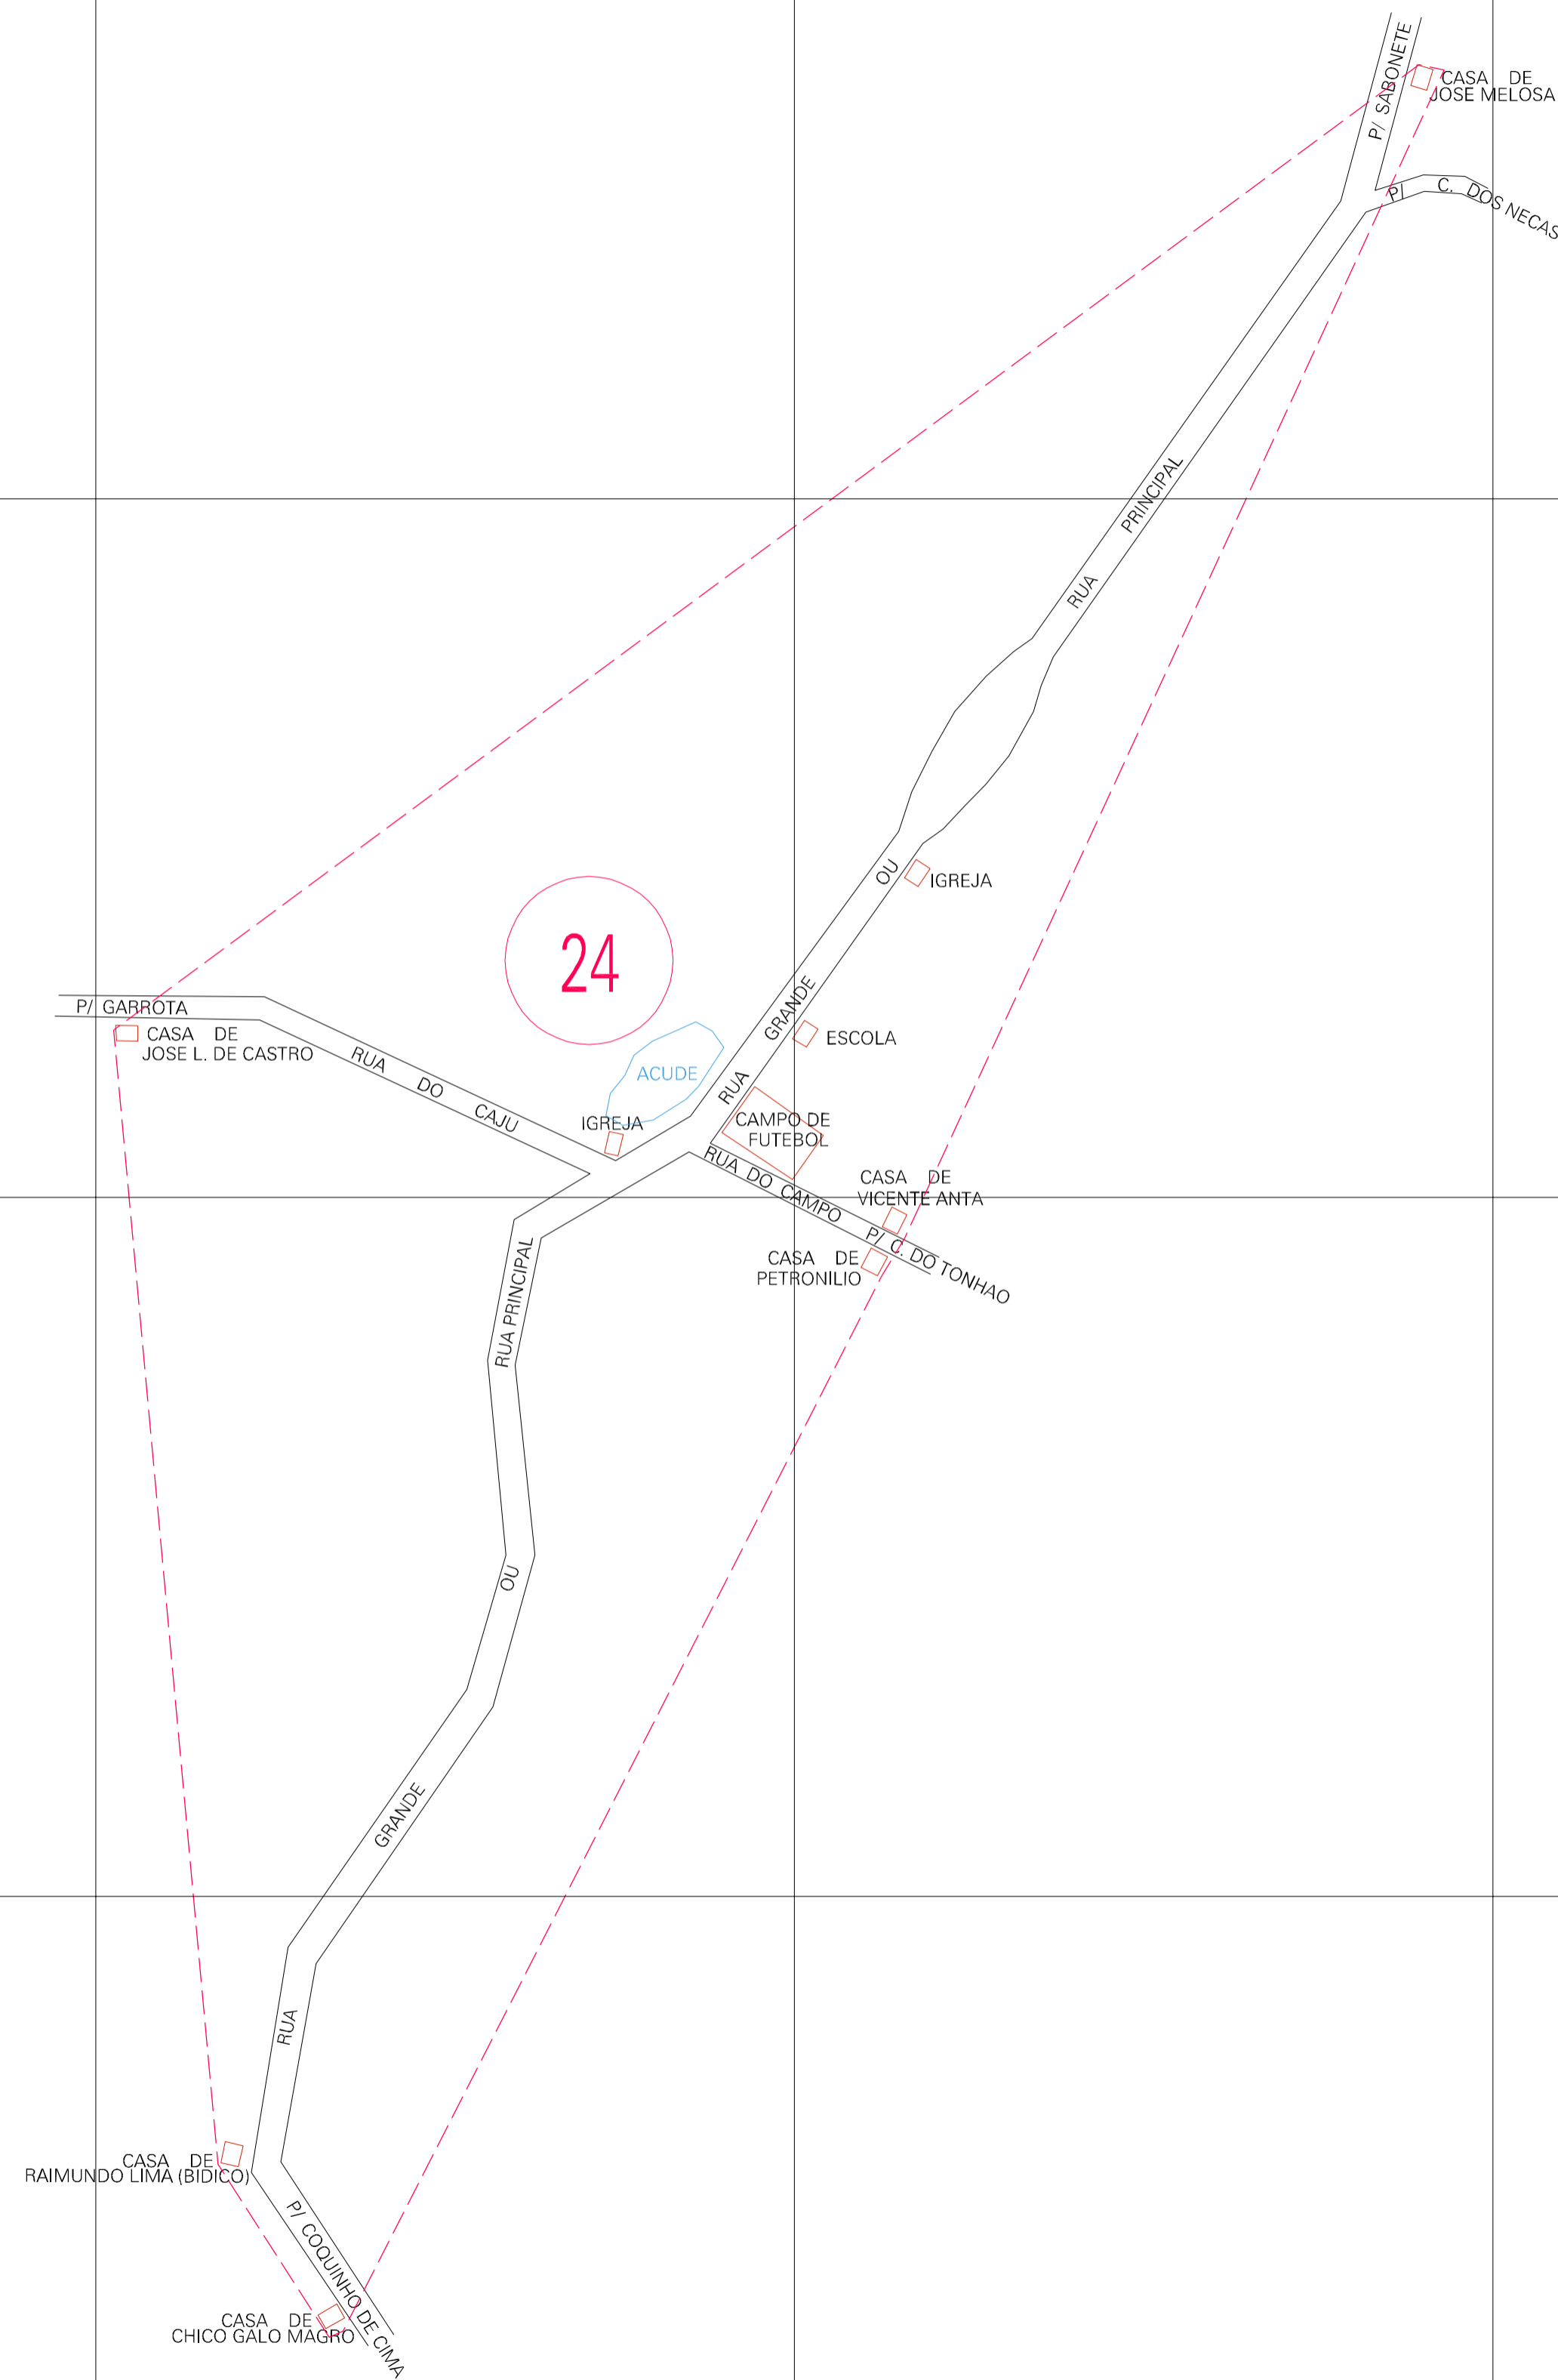 P/ SABONETE
CASA DE
JOSE MELOSA
P/ C. DOS NECAS
RUA PRINCIPAL
OU
IGREJA
24
RUA GRANDE
ESCOLA
P/ GARROTA
CASA DE
JOSE L. DE CASTRO
RUA DO CAJU
ACUDE
IGREJA
CAMPO DE
FUTEBOL
RUA DO CAMPO
CASA DE
VICENTE ANTA
P/ C. DO TONHAO
CASA DE
PETRONILIO
RUA PRINCIPAL
OU
GRANDE
RUA
CASA DE
RAIMUNDO LIMA (BIDICO)
P/ COQUINHO DE CIMA
CASA DE
CHICO GALO MAGRO